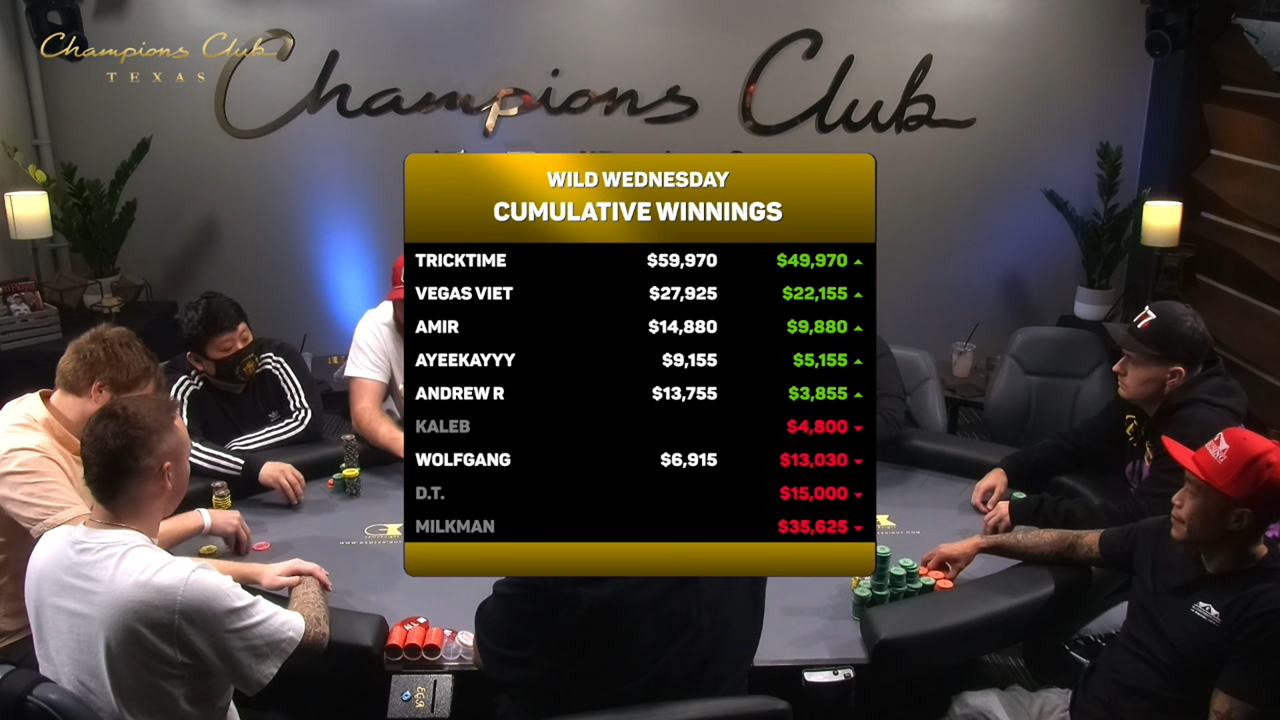 Champions Club
TEXAS
Champions Club
WILD WEDNESDAY
CUMULATIVE WINNINGS
TRICKTIME $59,970 $49,970
VEGAS VIET $27,925 $22,155
AMIR $14,880 $9,880
AYEEKAYYY $9,155 $5,155
ANDREW R $13,755 $3,855
KALEB $4,800
WOLFGANG $6,915 $13,030
D.T. $15,000
MILKMAN $35,625
77